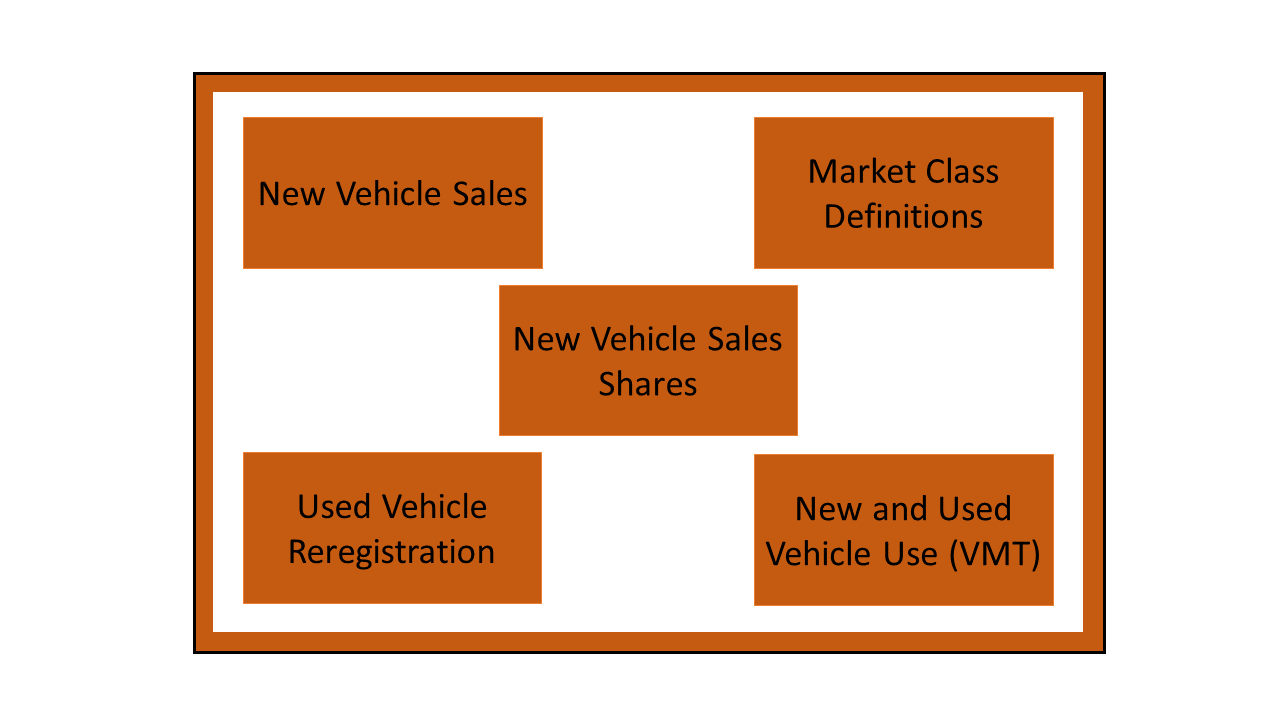 New Vehicle Sales
Market Class
Definitions
New Vehicle Sales
Shares
Used Vehicle
Reregistration
New and Used
Vehicle Use (VMT)